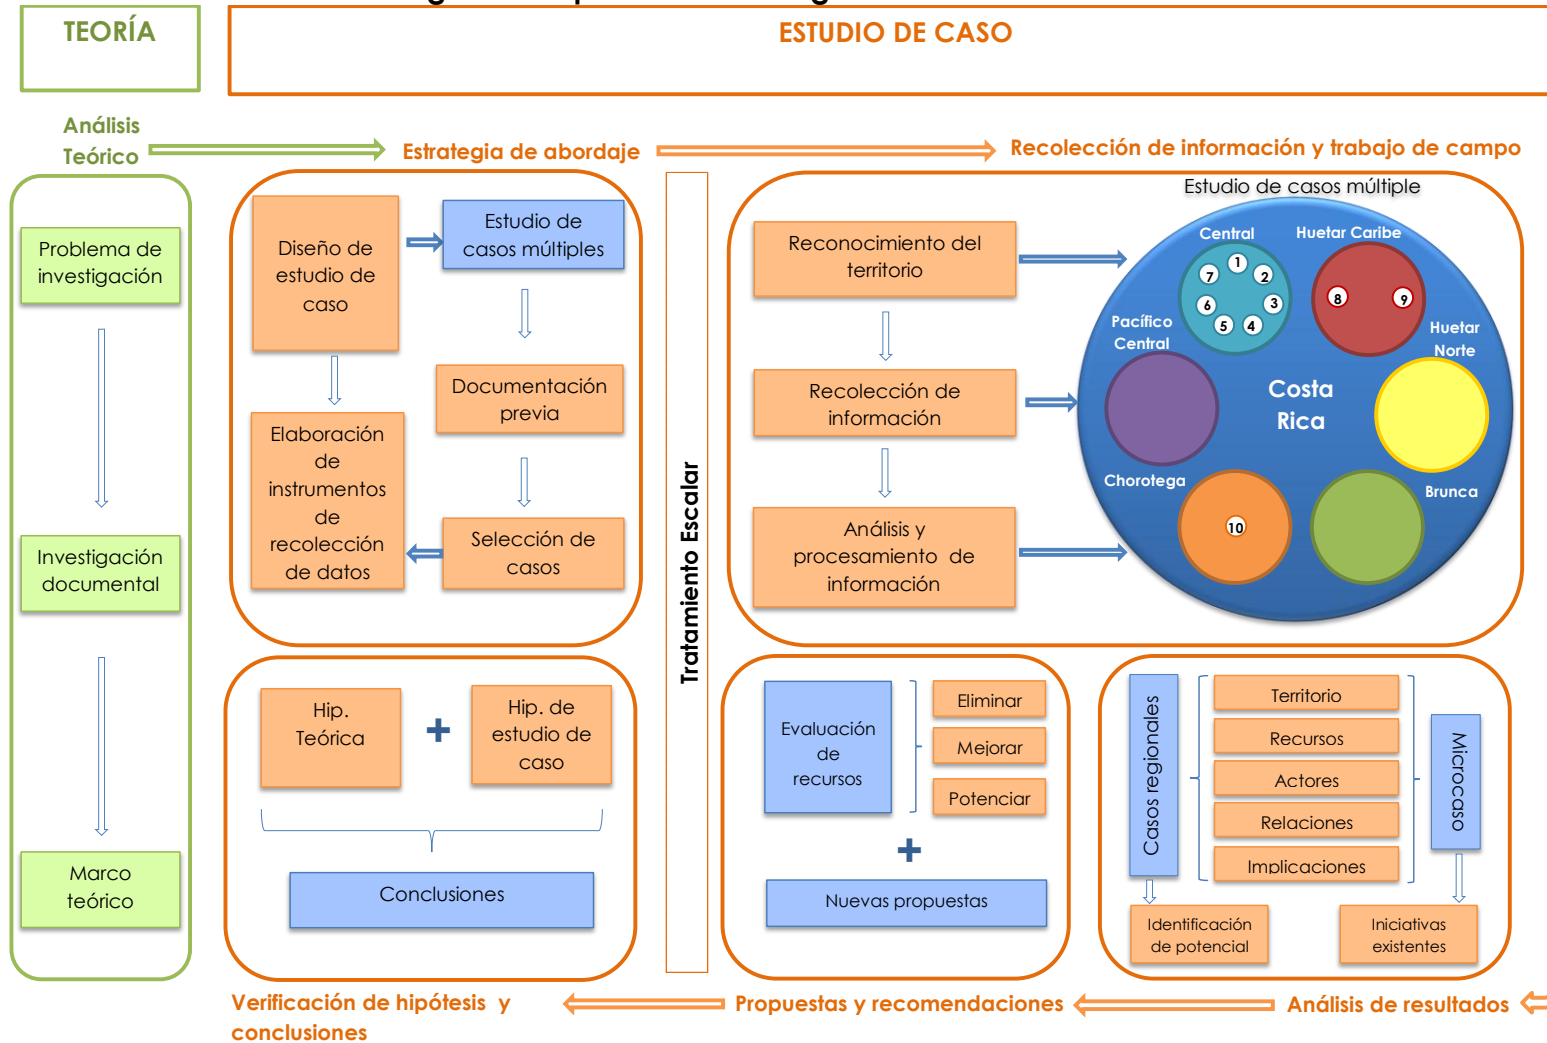 TEORÍA
ESTUDIO DE CASO
Análisis
Teórico
Estrategia de abordaje
Recolección de información y trabajo de campo
Problema de
investigación
Investigación
documental
Marco
teórico
Diseño de
estudio de
caso
Estudio de
casos múltiples
Documentación
previa
Elaboración
de
instrumentos
de
recolección
de datos
Selección de
casos
Tratamiento Escalar
Reconocimiento del
territorio
Recolección de
información
Análisis y
procesamiento de
información
Estudio de casos múltiple
Central
Huetar Caribe
1
7
2
6
3
5
4
8
9
Pacífico
Central
Huetar
Norte
Costa
Rica
Chorotega
Brunca
10
Hip.
Teórica
+
Hip. de
estudio de
caso
Conclusiones
Evaluación
de
recursos
Eliminar
Mejorar
Potenciar
+
Nuevas propuestas
Casos regionales
Territorio
Recursos
Actores
Relaciones
Implicaciones
Microcaso
Identificación
de potencial
Iniciativas
existentes
Verificación de hipótesis y
conclusiones
Propuestas y recomendaciones
Análisis de resultados